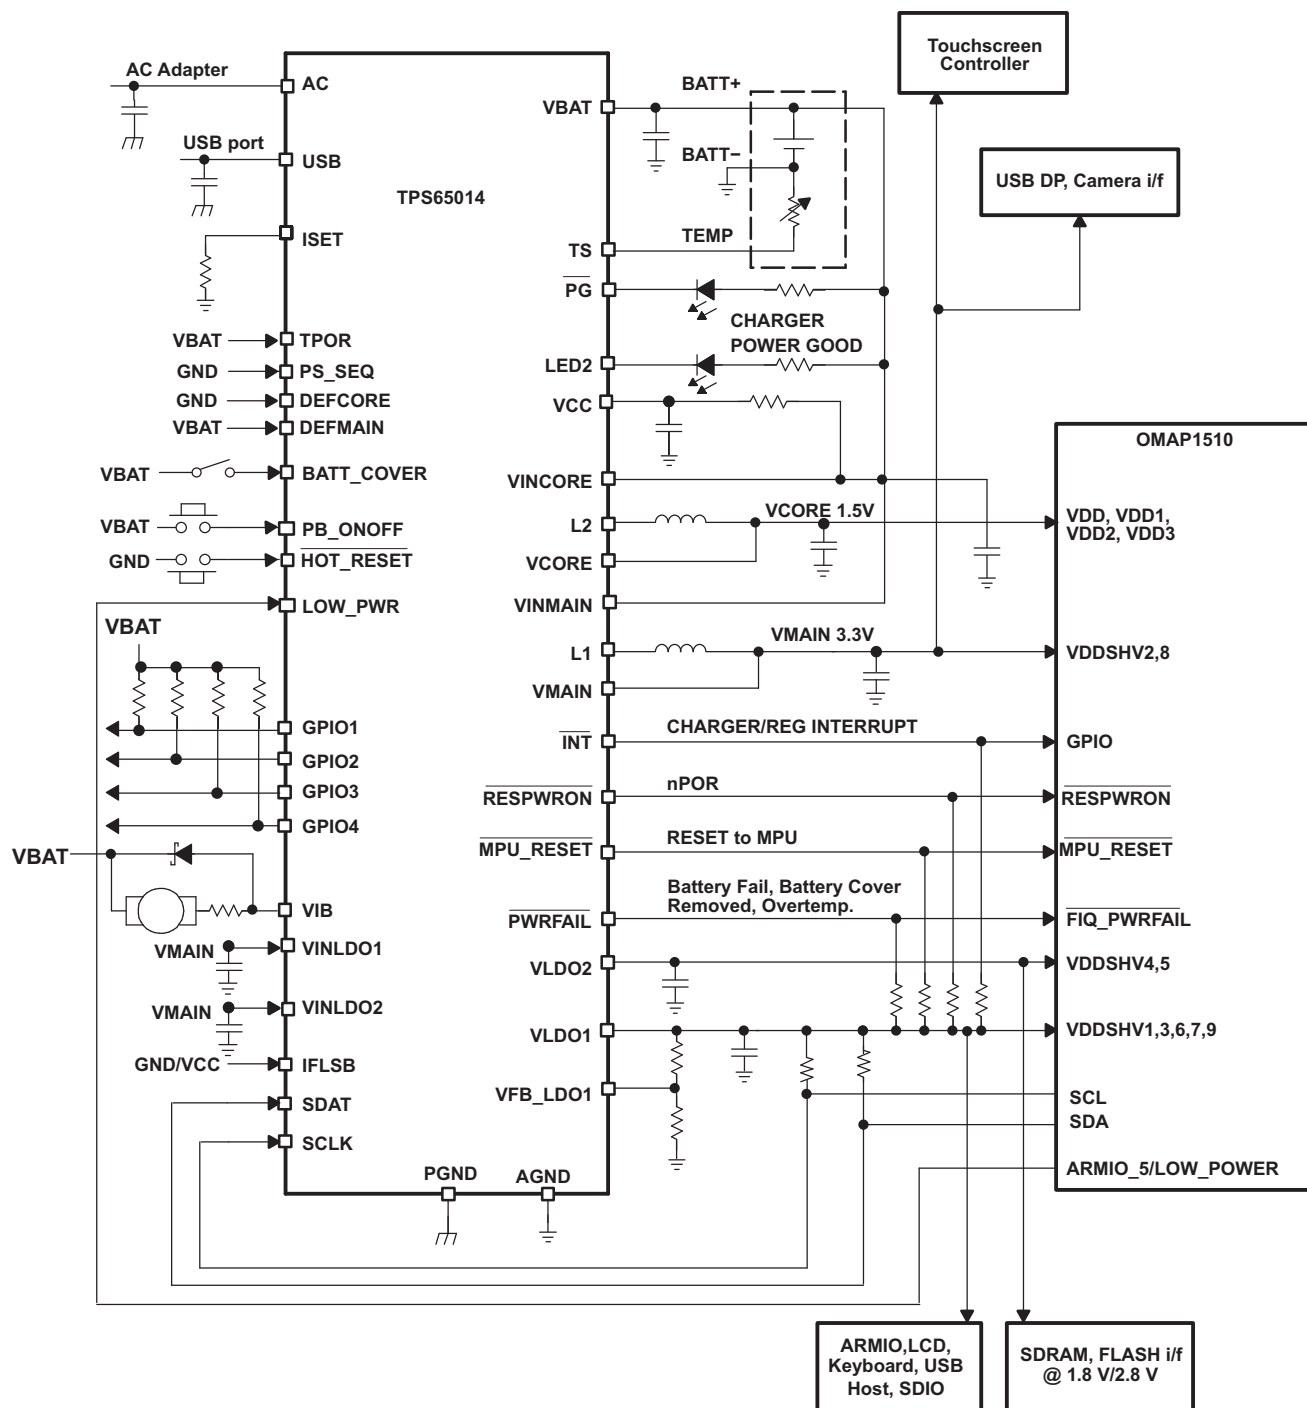 Touchscreen
Controller
AC Adapter
AC
BATT+
VBAT
USB port
USB
BATT−
USB DP, Camera i/f
TPS65014
ISET
TEMP
TS
PG
CHARGER
POWER GOOD
VBAT
TPOR
LED2
GND
PS_SEQ
GND
DEFCORE
VCC
VBAT
DEFMAIN
OMAP1510
VBAT
BATT_COVER
VINCORE
VCORE 1.5V
VBAT
PB_ONOFF
L2
VDD, VDD1,
VDD2, VDD3
GND
HOT_RESET
VCORE
LOW_PWR
VINMAIN
VBAT
VMAIN 3.3V
L1
VDDSHV2,8
VMAIN
GPIO1
CHARGER/REG INTERRUPT
INT
GPIO
GPIO2
GPIO3
nPOR
RESPWRON
RESPWRON
GPIO4
RESET to MPU
MPU_RESET
MPU_RESET
VBAT
Battery Fail, Battery Cover
Removed, Overtemp.
VIB
PWRFAIL
FIQ_PWRFAIL
VMAIN
VINLDO1
VLDO2
VDDSHV4,5
VMAIN
VINLDO2
VLDO1
VDDSHV1,3,6,7,9
GND/VCC
IFLSB
VFB_LDO1
SCL
SDAT
SDA
SCLK
PGND
AGND
ARMIO_5/LOW_POWER
ARMIO,LCD,
Keyboard, USB
Host, SDIO
SDRAM, FLASH i/f
@ 1.8 V/2.8 V